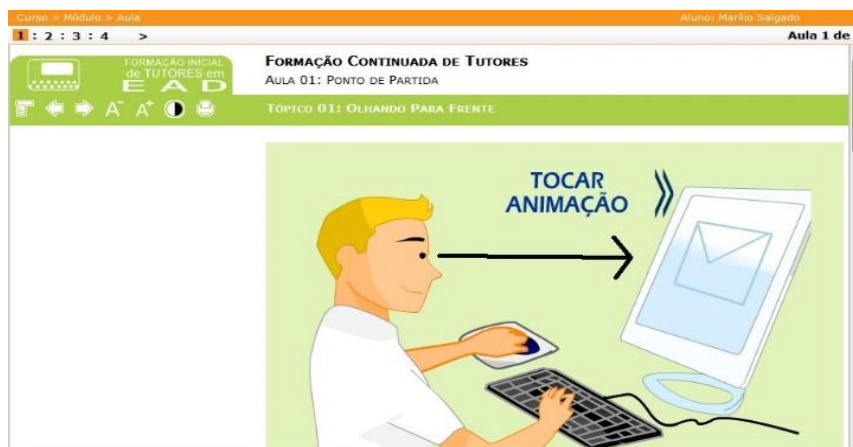 Curso > Módulo > Aula
Aluno: Marílio Salgado
1 : 2 : 3 : 4 >
Aula 1 de
FORMAÇÃO INICIAL
de TUTORES em
E A D
FORMAÇÃO CONTINUADA DE TUTORES
AULA 01: PONTO DE PARTIDA
A- A+
TÓPICO 01: OLHANDO PARA FRENTE
TOCAR
ANIMAÇÃO